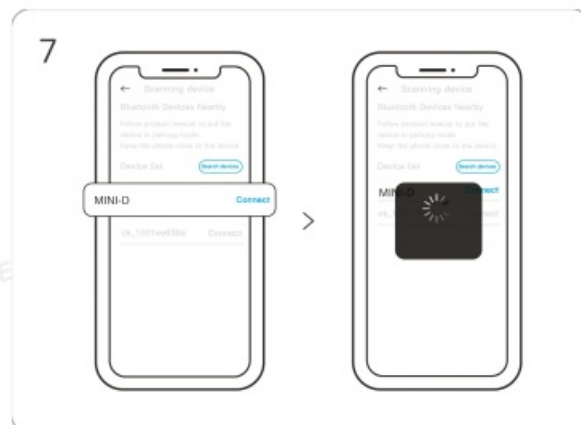 7
Scanning device
Bluetooth Devices Nearby
Follow product manual to put the
device in pairing mode
Keep the phone close to the device
Device list
Search devices
MINI-D
Connect
Connect
Scanning device
Bluetooth Devices Nearby
Follow product manual to put the
device in pairing mode
Keep the phone close to the device
Device list
Search devices
MINI-D
Connect
Connect